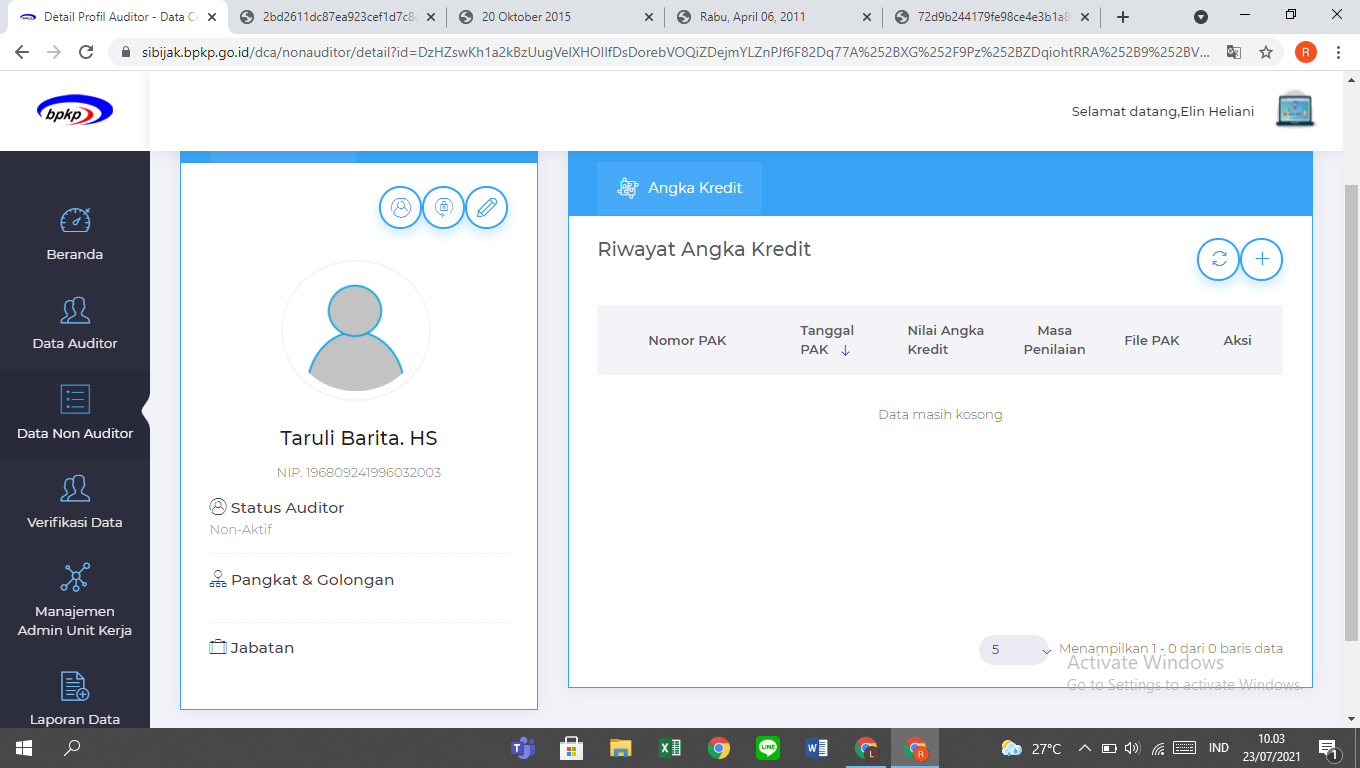 Detail Profil Auditor - Data Ce
2bd2611dc87ea923cef1d7c8
20 Oktober 2015
Rabu, April 06, 2011
72d9b244179fe98ce4e3b1a8
sibijak.bpkp.go.id/dca/nonauditor/detail?id=DzHZswKh1a2kBzUugVelXHOIIfDsDorebVOQiZDejmYLZnPJf6F82Dq77A%252BXG%252F9Pz%252BZDqiohtRRA%252B9%252BV...
R
bpkp
Selamat datang,Elin Heliani
Beranda
Data Auditor
Data Non Auditor
Verifikasi Data
Manajemen
Admin Unit Kerja
Laporan Data
Taruli Barita. HS
NIP. 196809241996032003
Status Auditor
Non-Aktif
Pangkat & Golongan
Jabatan
Angka Kredit
Riwayat Angka Kredit
Nomor PAK
Tanggal
PAK ↓
Nilai Angka
Kredit
Masa
Penilaian
File PAK
Aksi
Data masih kosong
5
Menampilkan 1 - 0 dari 0 baris data
Activate Windows
Go to Settings to activate Windows.
L
R
27°C
IND
10.03
23/07/2021
1